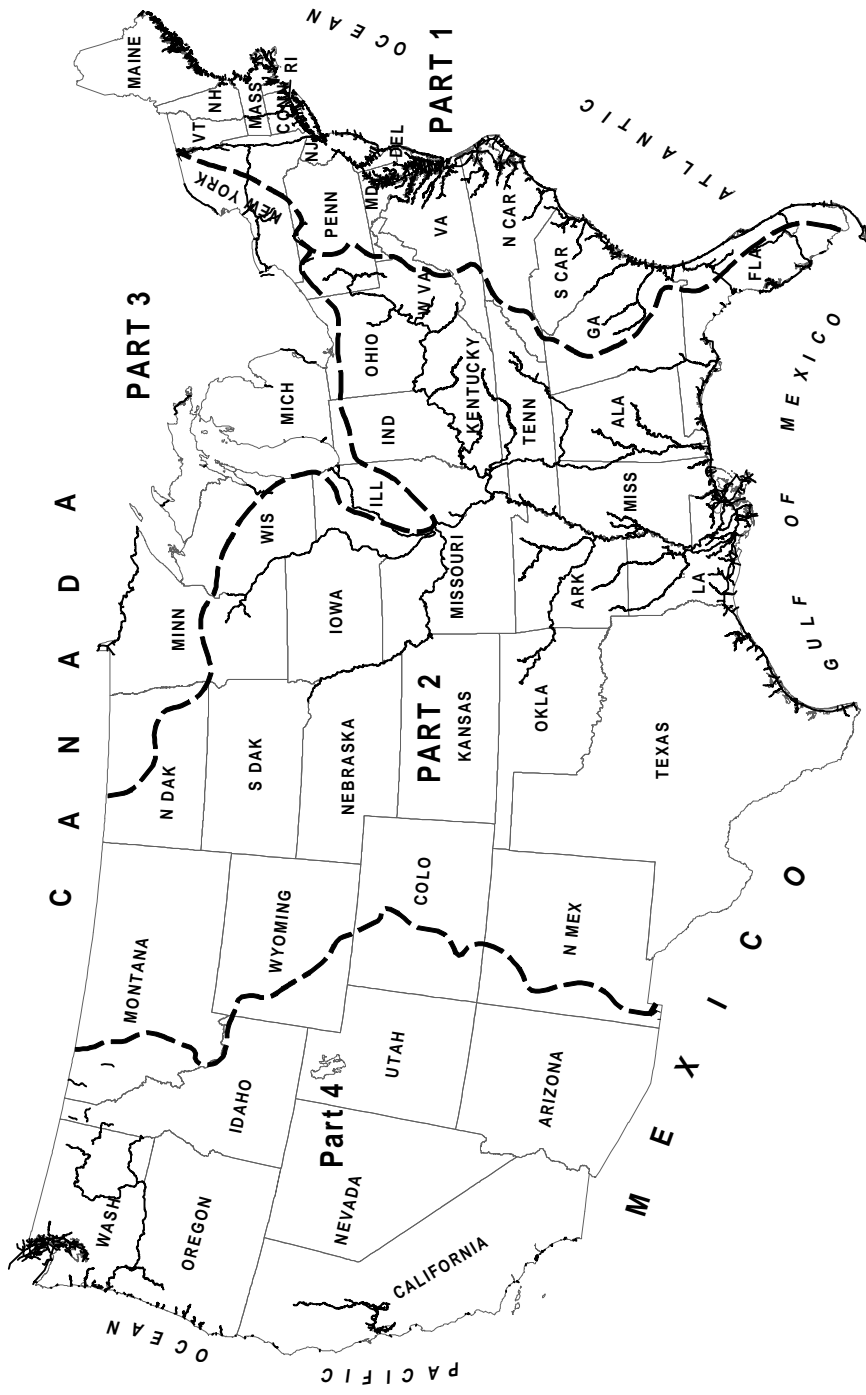 C A N A D A
PART 3
PART 1
PART 2
Part 4
WASH
OREGON
CALIFORNIA
NEVADA
IDAHO
MONTANA
WYOMING
UTAH
ARIZONA
COLO
N MEX
N DAK
S DAK
NEBRASKA
KANSAS
OKLA
TEXAS
MINN
IOWA
MISSOURI
ARK
LA
WIS
ILL
MICH
IND
OHIO
KENTUCKY
TENN
MISS
ALA
GA
FLA
S CAR
N CAR
VA
W VA
PENN
MD
DEL
NJ
NEW YORK
VT
NH
MAINE
MASS
CONN
RI
PACIFIC OCEAN
ATLANTIC OCEAN
GULF OF MEXICO
M E X I C O